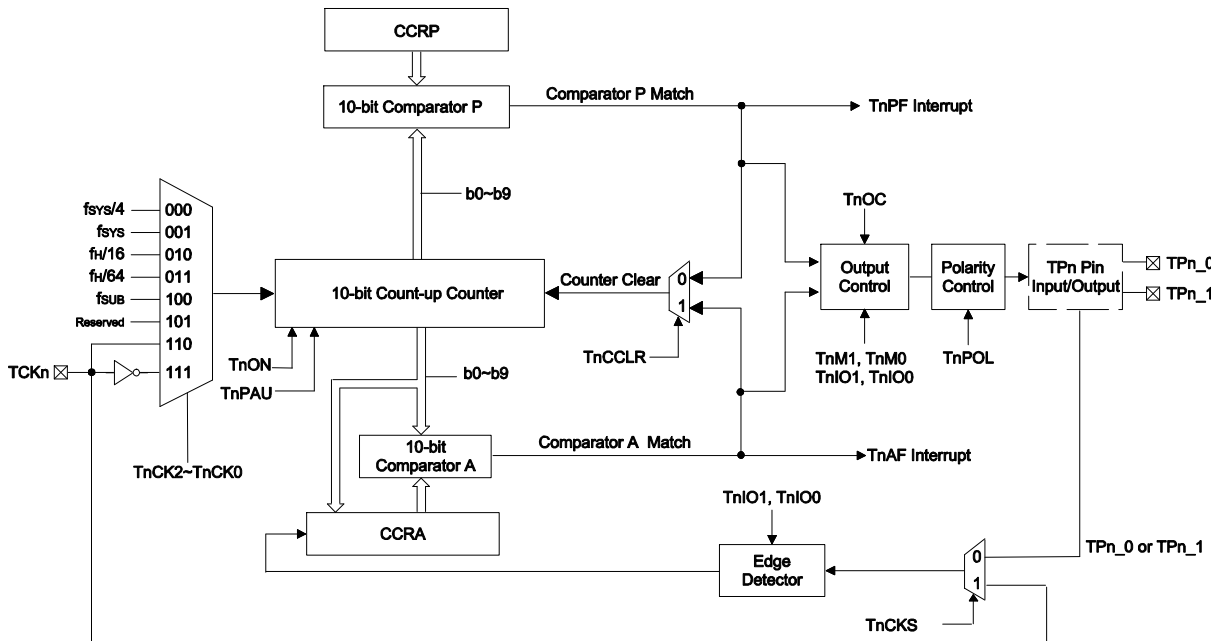 CCRP
10-bit Comparator P
Comparator P Match
TnPF Interrupt
b0~b9
fSYS/4
000
fSYS
001
fH/16
010
fH/64
011
fSUB
100
Reserved
101
110
111
TCKn
TnCK2~TnCK0
10-bit Count-up Counter
TnON
TnPAU
Counter Clear
0
1
TnCCLR
b0~b9
TnOC
Output
Control
TnM1, TnM0
TnIO1, TnIO0
Polarity
Control
TnPOL
TPn Pin
Input/Output
TPn_0
TPn_1
10-bit
Comparator A
Comparator A Match
TnAF Interrupt
CCRA
TnIO1, TnIO0
Edge
Detector
0
1
TPn_0 or TPn_1
TnCKS